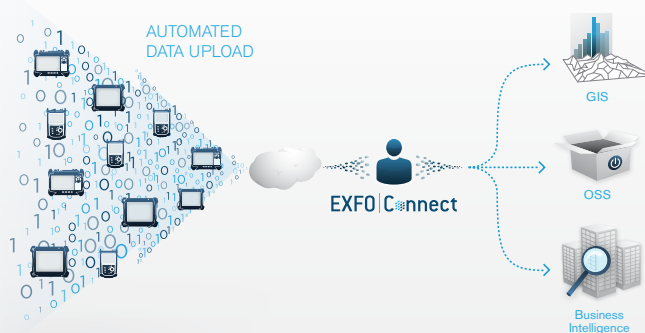 AUTOMATED
DATA UPLOAD
GIS
EXFO Connect
OSS
Business
Intelligence